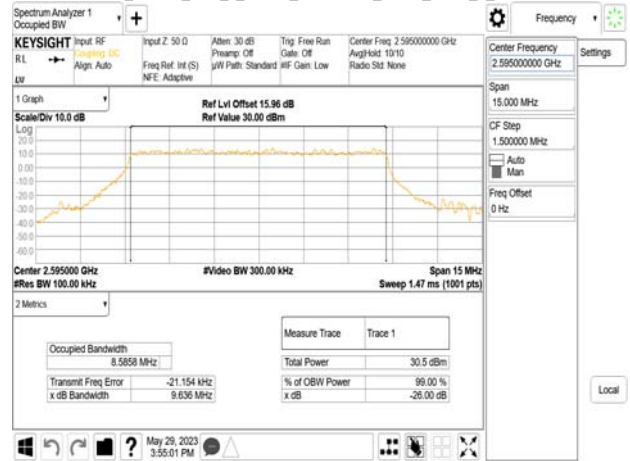 Spectrum Analyzer 1
Occupied BW
Frequency
KEYSIGHT Input: RF
Coupling: DC
Align: Auto
RL
LXI
Input Z: 50 Ω
Freq Ref: Int (S)
NFE: Adaptive
Atten: 30 dB
Preamp: Off
µW Path: Standard
Trig: Free Run
Gate: Off
#IF Gain: Low
Center Freq: 2.595000000 GHz
Avg|Hold: 10/10
Radio Std: None
Center Frequency
2.595000000 GHz
Settings
Span
15.000 MHz
CF Step
1.500000 MHz
Auto
Man
Freq Offset
0 Hz
Local
1 Graph
Scale/Div 10.0 dB
Ref Lvl Offset 15.96 dB
Ref Value 30.00 dBm
Log
20.0
10.0
0.00
-10.0
-20.0
-30.0
-40.0
-50.0
-60.0
Center 2.595000 GHz
#Video BW 300.00 kHz
Span 15 MHz
#Res BW 100.00 kHz
Sweep 1.47 ms (1001 pts)
2 Metrics
Measure Trace Trace 1
Occupied Bandwidth
8.5858 MHz
Total Power 30.5 dBm
Transmit Freq Error -21.154 kHz
% of OBW Power 99.00 %
x dB Bandwidth 9.636 MHz
x dB -26.00 dB
May 29, 2023
3:55:01 PM